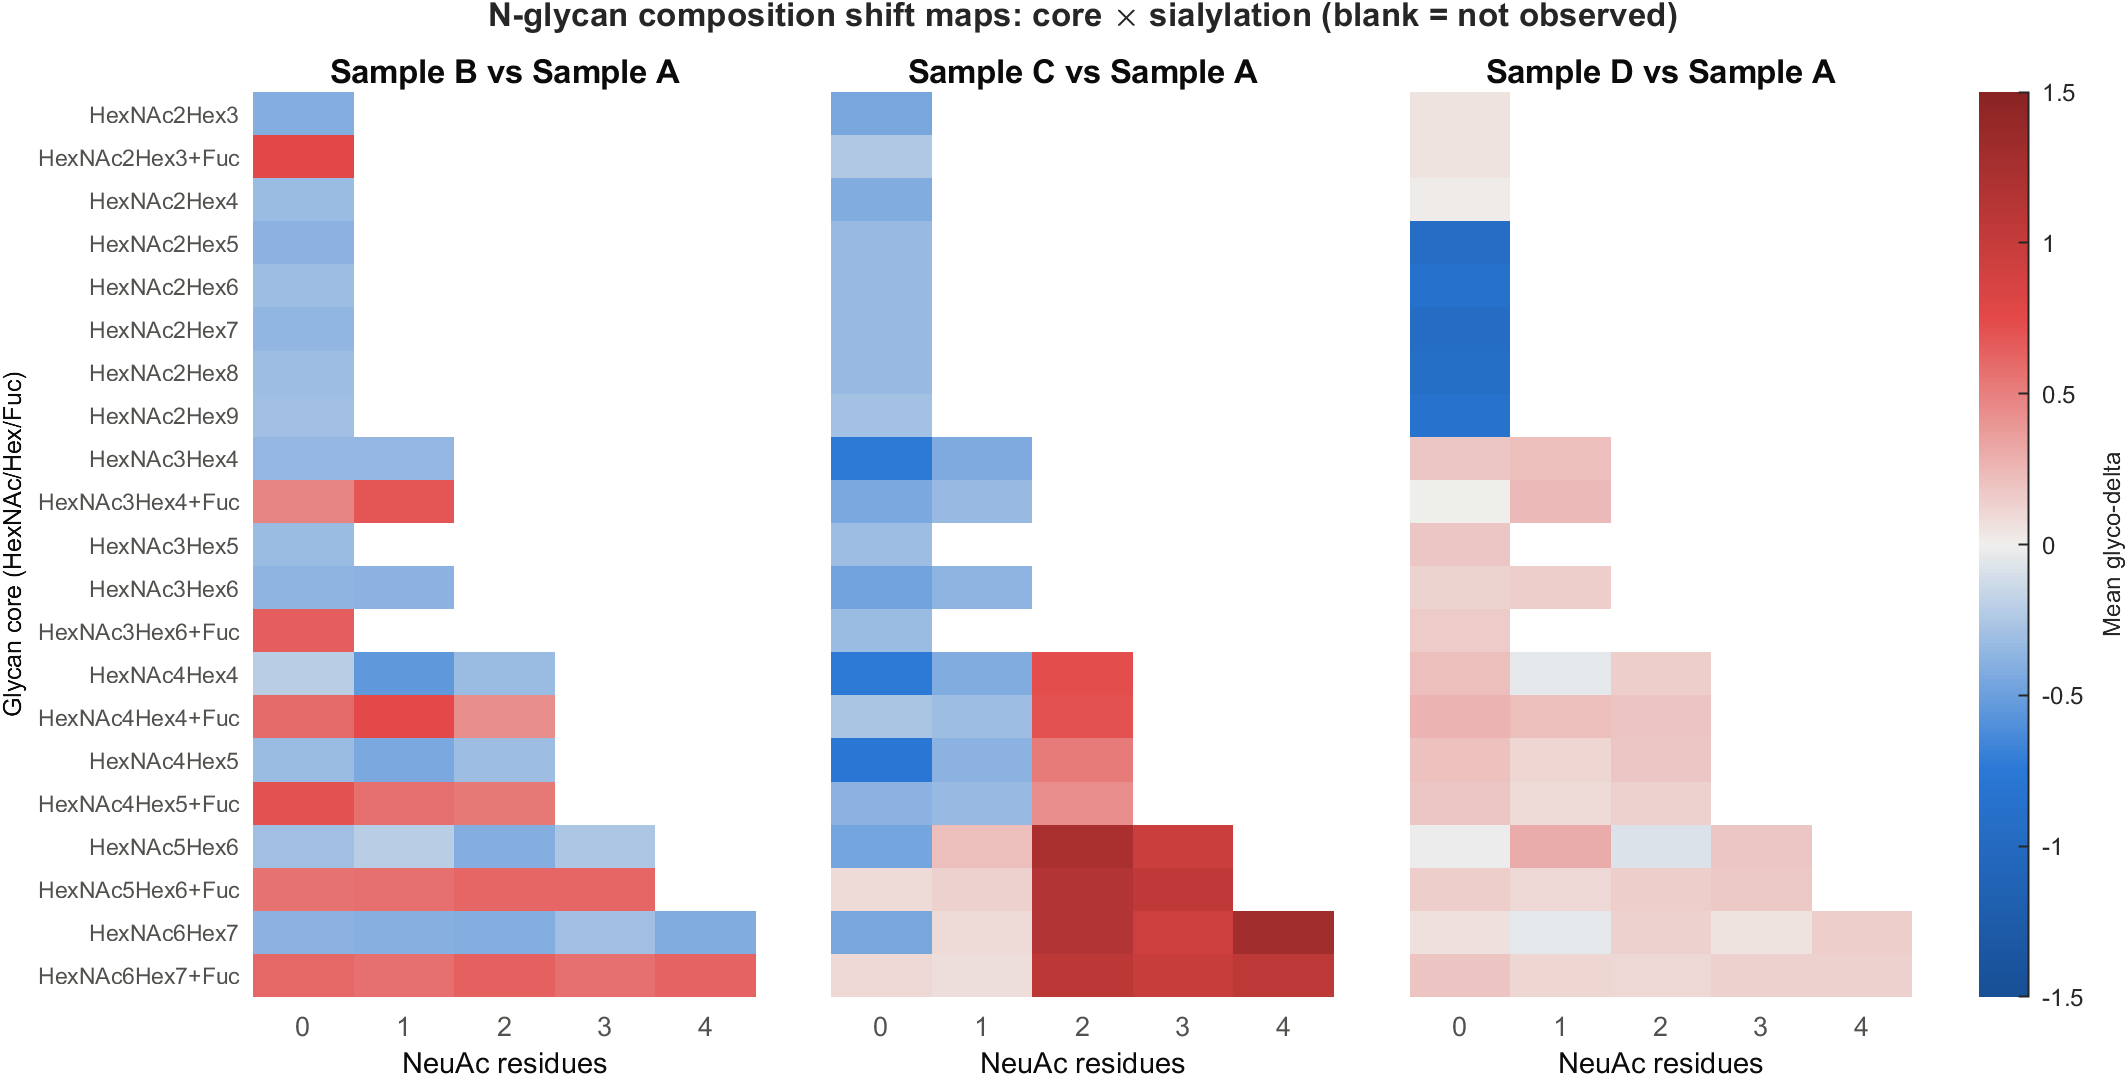 N-glycan composition shift maps: core × sialylation (blank = not observed)
Sample B vs Sample A
Sample C vs Sample A
Sample D vs Sample A
Glycan core (HexNAc/Hex/Fuc)
HexNAc2Hex3
HexNAc2Hex3+Fuc
HexNAc2Hex4
HexNAc2Hex5
HexNAc2Hex6
HexNAc2Hex7
HexNAc2Hex8
HexNAc2Hex9
HexNAc3Hex4
HexNAc3Hex4+Fuc
HexNAc3Hex5
HexNAc3Hex6
HexNAc3Hex6+Fuc
HexNAc4Hex4
HexNAc4Hex4+Fuc
HexNAc4Hex5
HexNAc4Hex5+Fuc
HexNAc5Hex6
HexNAc5Hex6+Fuc
HexNAc6Hex7
HexNAc6Hex7+Fuc
0 1 2 3 4
NeuAc residues
0 1 2 3 4
NeuAc residues
0 1 2 3 4
NeuAc residues
1.5
1
0.5
0
-0.5
-1
-1.5
Mean glyco-delta